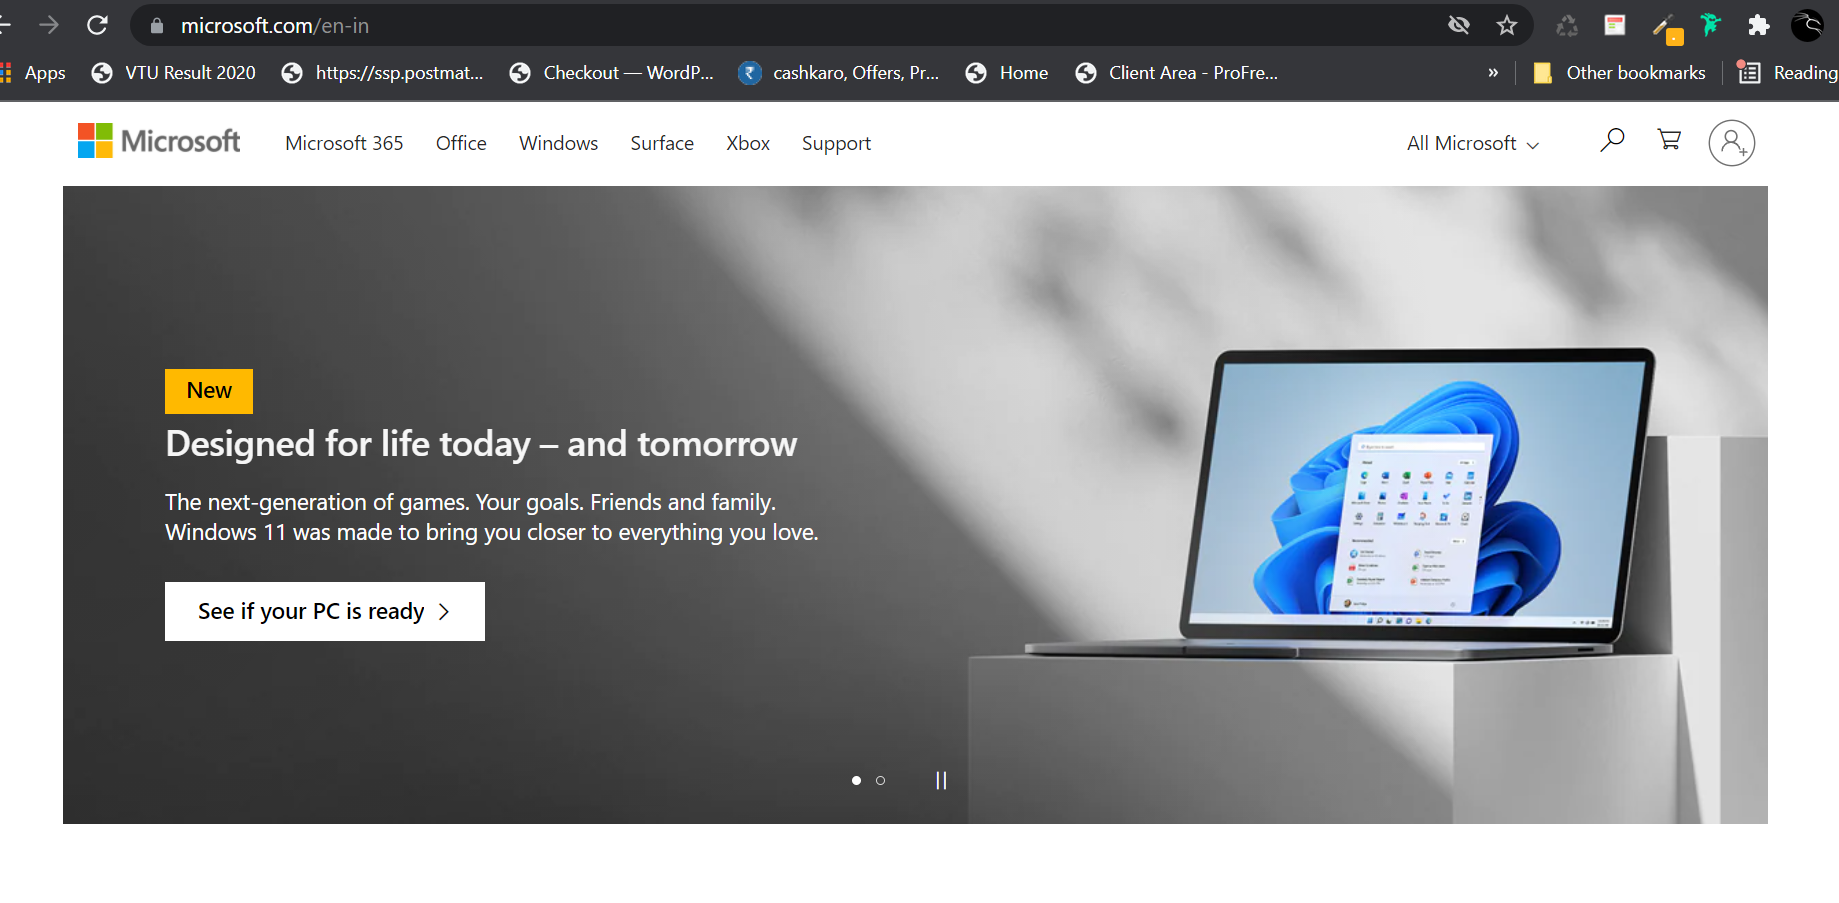 microsoft.com/en-in
Apps VTU Result 2020 https://ssp.postmat... Checkout — WordP... cashkaro, Offers, Pr... Home Client Area - ProFre... » Other bookmarks Reading
Microsoft Microsoft 365 Office Windows Surface Xbox Support All Microsoft
New
Designed for life today – and tomorrow
The next-generation of games. Your goals. Friends and family.
Windows 11 was made to bring you closer to everything you love.
See if your PC is ready